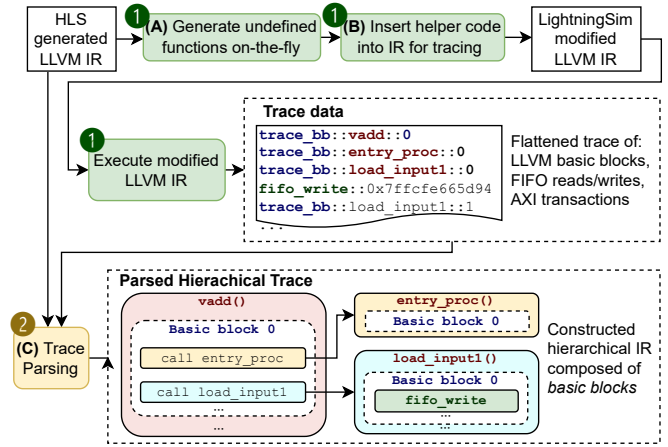 HLS
generated
LLVM IR
1
(A) Generate undefined
functions on-the-fly
1
(B) Insert helper code
into IR for tracing
LightningSim
modified
LLVM IR
1
Execute modified
LLVM IR
Trace data
trace_bb::vadd::0
trace_bb::entry_proc::0
trace_bb::load_input1::0
fifo_write::0x7ffcfe665d94
trace_bb::load_input1::1
...
Flattened trace of:
LLVM basic blocks,
FIFO reads/writes,
AXI transactions
2
(C) Trace
Parsing
Parsed Hierachical Trace
vadd()
Basic block 0
call entry_proc
call load_input1
...
...
entry_proc()
Basic block 0
load_input1()
Basic block 0
fifo_write
...
...
Constructed
hierarchical IR
composed of
basic blocks